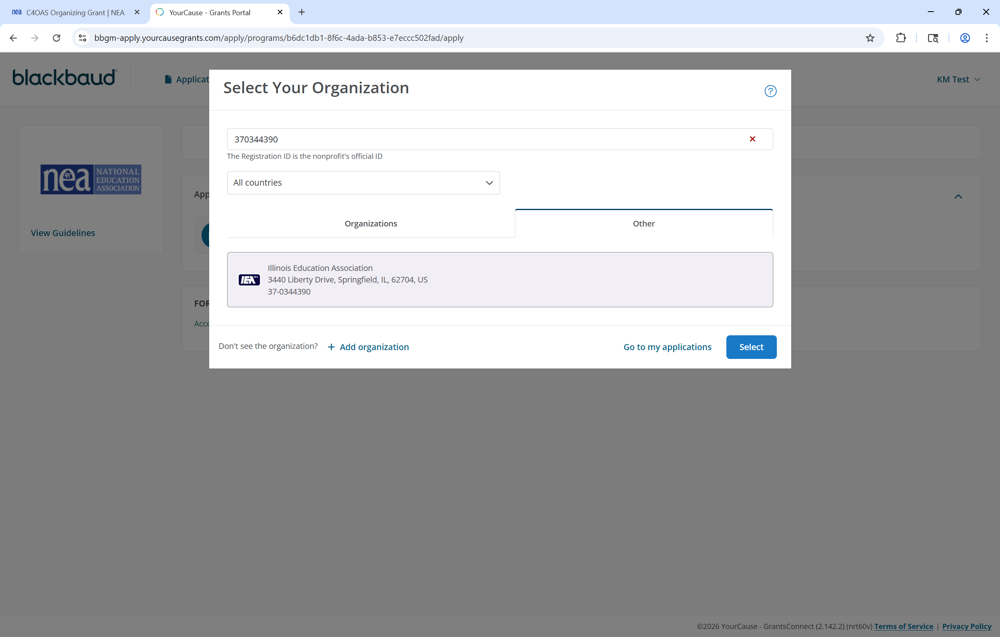 nea C4OAS Organizing Grant | NEA
YourCause - Grants Portal
bbgm-apply.yourcausegrants.com/apply/programs/b6dc1db1-8f6c-4ada-b853-e7eccc502fad/apply
blackbaud®
Applicat
KM Test
Select Your Organization
?
370344390
The Registration ID is the nonprofit's official ID
All countries
nea NATIONAL
EDUCATION
ASSOCIATION
View Guidelines
App
Organizations
Other
Illinois Education Association
3440 Liberty Drive, Springfield, IL, 62704, US
37-0344390
IEA NEA
FOR
Acce
Don't see the organization?
+ Add organization
Go to my applications
Select
©2026 YourCause - GrantsConnect (2.142.2) (nrt60v) Terms of Service | Privacy Policy